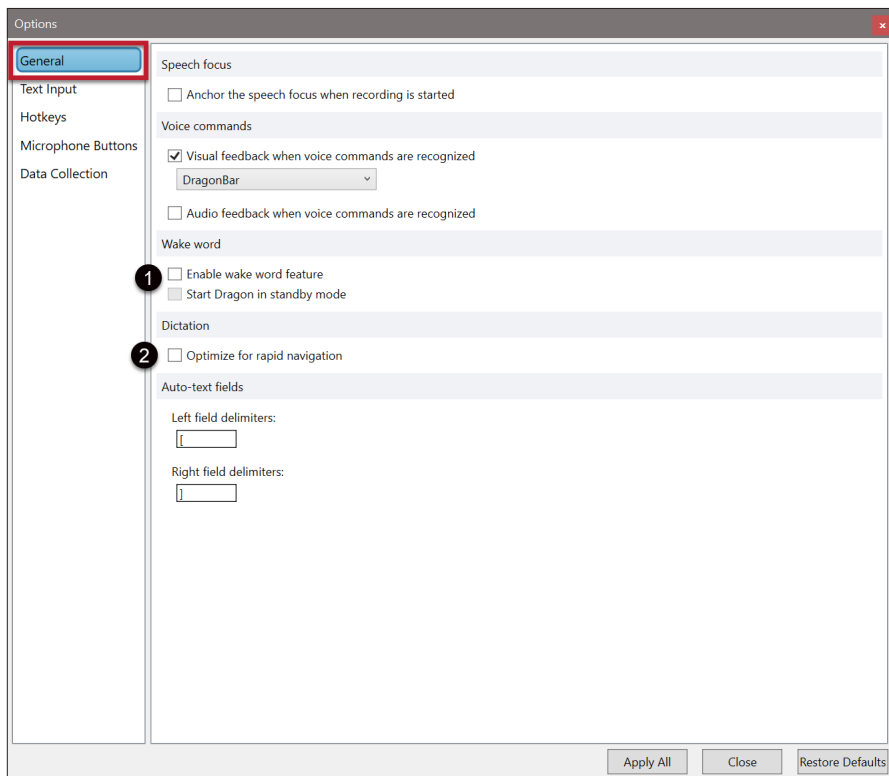 Options
×
General
Text Input
Hotkeys
Microphone Buttons
Data Collection
Speech focus
Anchor the speech focus when recording is started
Voice commands
Visual feedback when voice commands are recognized
DragonBar
Audio feedback when voice commands are recognized
Wake word
1 Enable wake word feature
Start Dragon in standby mode
Dictation
2 Optimize for rapid navigation
Auto-text fields
Left field delimiters:
[
Right field delimiters:
]
Apply All Close Restore Defaults